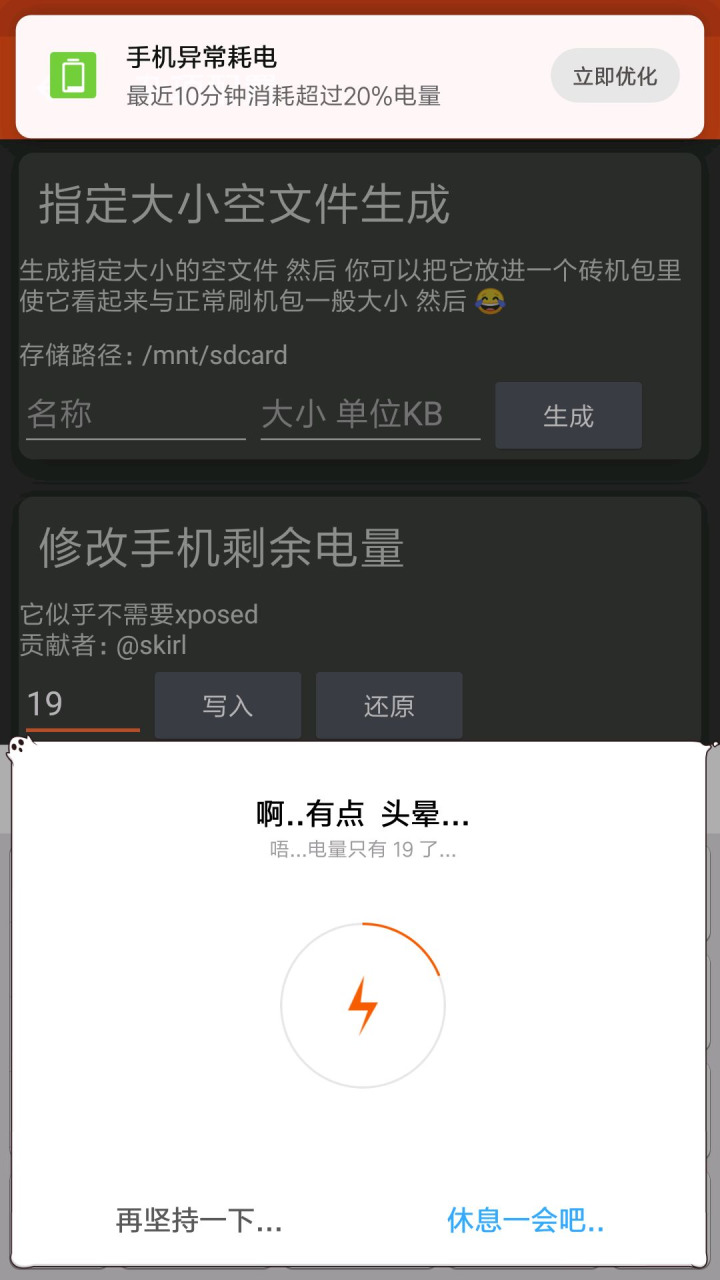 手机异常耗电
最近10分钟消耗超过20%电量
立即优化
指定大小空文件生成
生成指定大小的空文件 然后 你可以把它放进一个砖机包里
使它看起来与正常刷机包一般大小 然后 😂
存储路径：/mnt/sdcard
名称
大小 单位KB
生成
修改手机剩余电量
它似乎不需要xposed
贡献者：@skirl
19
写入
还原
啊..有点 头晕...
唔...电量只有 19 了...
再坚持一下...
休息一会吧..